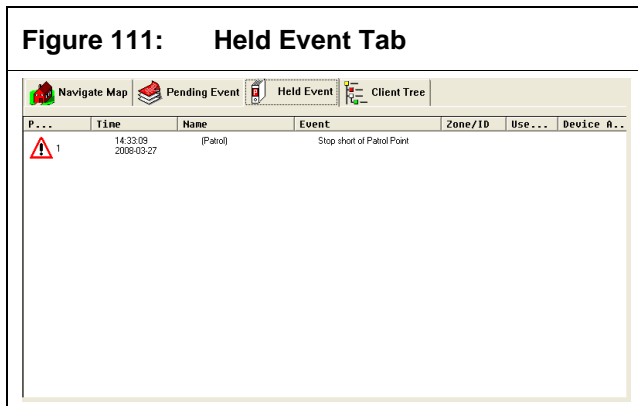 Figure 111: Held Event Tab
Navigate Map Pending Event Held Event Client Tree
P... Time Name Event Zone/ID Use... Device A..
1 14:33:09 (Patrol) Stop short of Patrol Point
2008-03-27